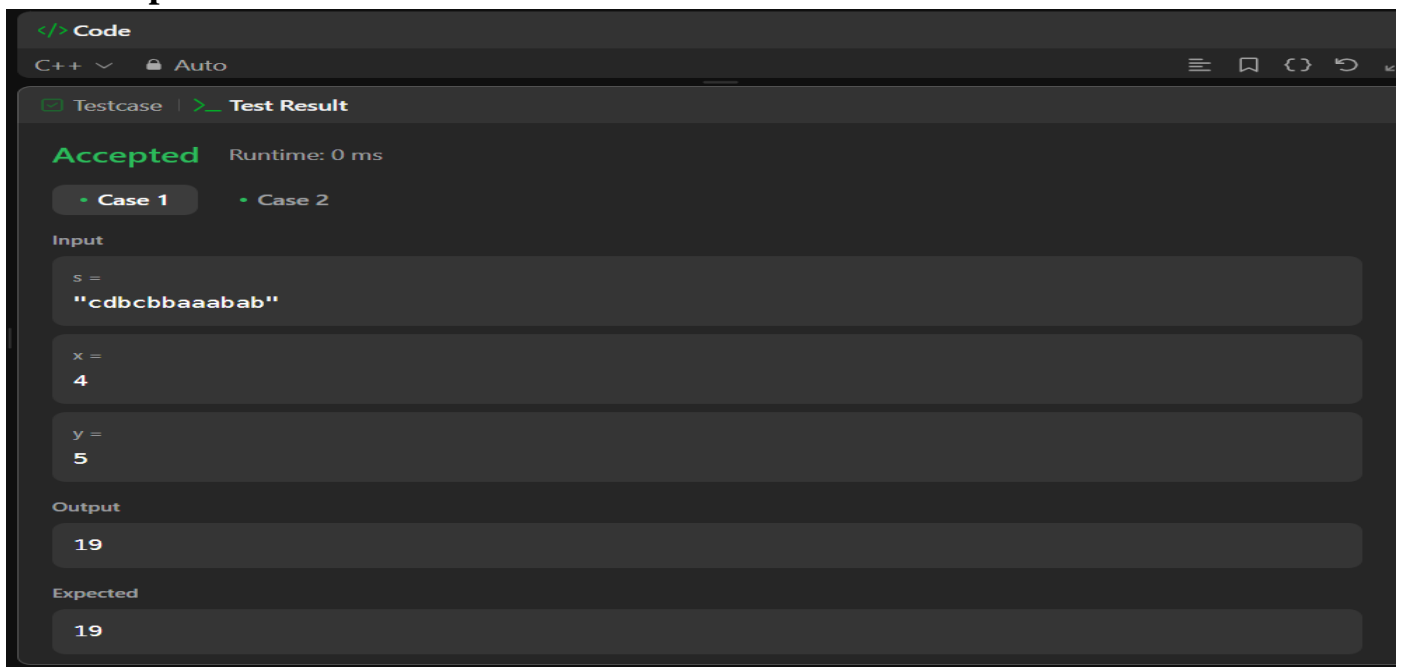 </> Code
C++ Auto
Testcase | >_ Test Result
Accepted Runtime: 0 ms
• Case 1 • Case 2
Input
s =
"cdbcbbaaabab"
x =
4
y =
5
Output
19
Expected
19